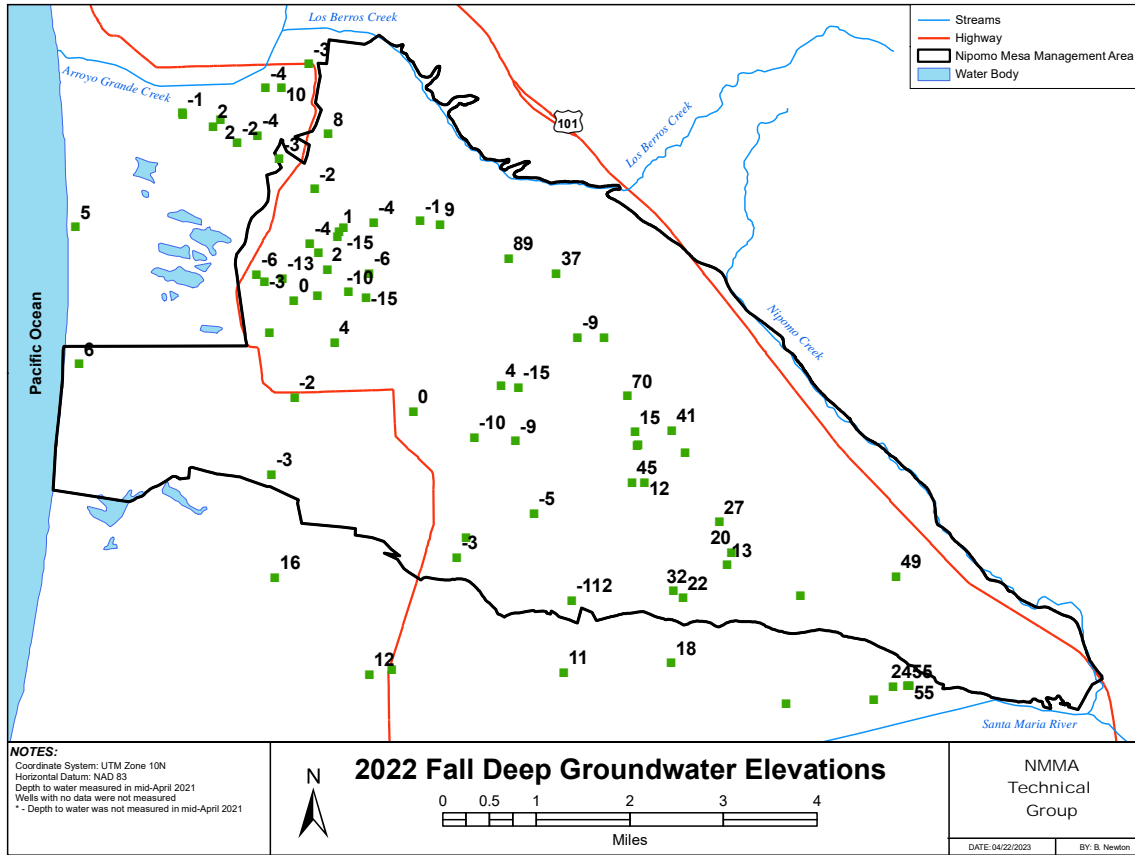 Los Berros Creek
Streams
Highway
Nipomo Mesa Management Area
Water Body
-3
-4
10
Arroyo Grande Creek
-1
2
2
-2
-4
8
101
-3
Los Berros Creek
-2
5
-4
1
-4
-1
9
-15
89
37
-6
-13
2
-6
-3
0
-10
-15
4
-9
Nipomo Creek
6
Pacific Ocean
-2
0
4
-15
70
-10
-9
15
41
-3
45
12
-5
27
-3
20
13
16
-112
32
22
49
12
11
18
2455
55
Santa Maria River
NOTES:
Coordinate System: UTM Zone 10N
Horizontal Datum: NAD 83
Depth to water measured in mid-April 2021
Wells with no data were not measured
* - Depth to water was not measured in mid-April 2021
N
2022 Fall Deep Groundwater Elevations
0 0.5 1 2 3 4
Miles
NMMA
Technical
Group
DATE: 04/22/2023
BY: B. Newton